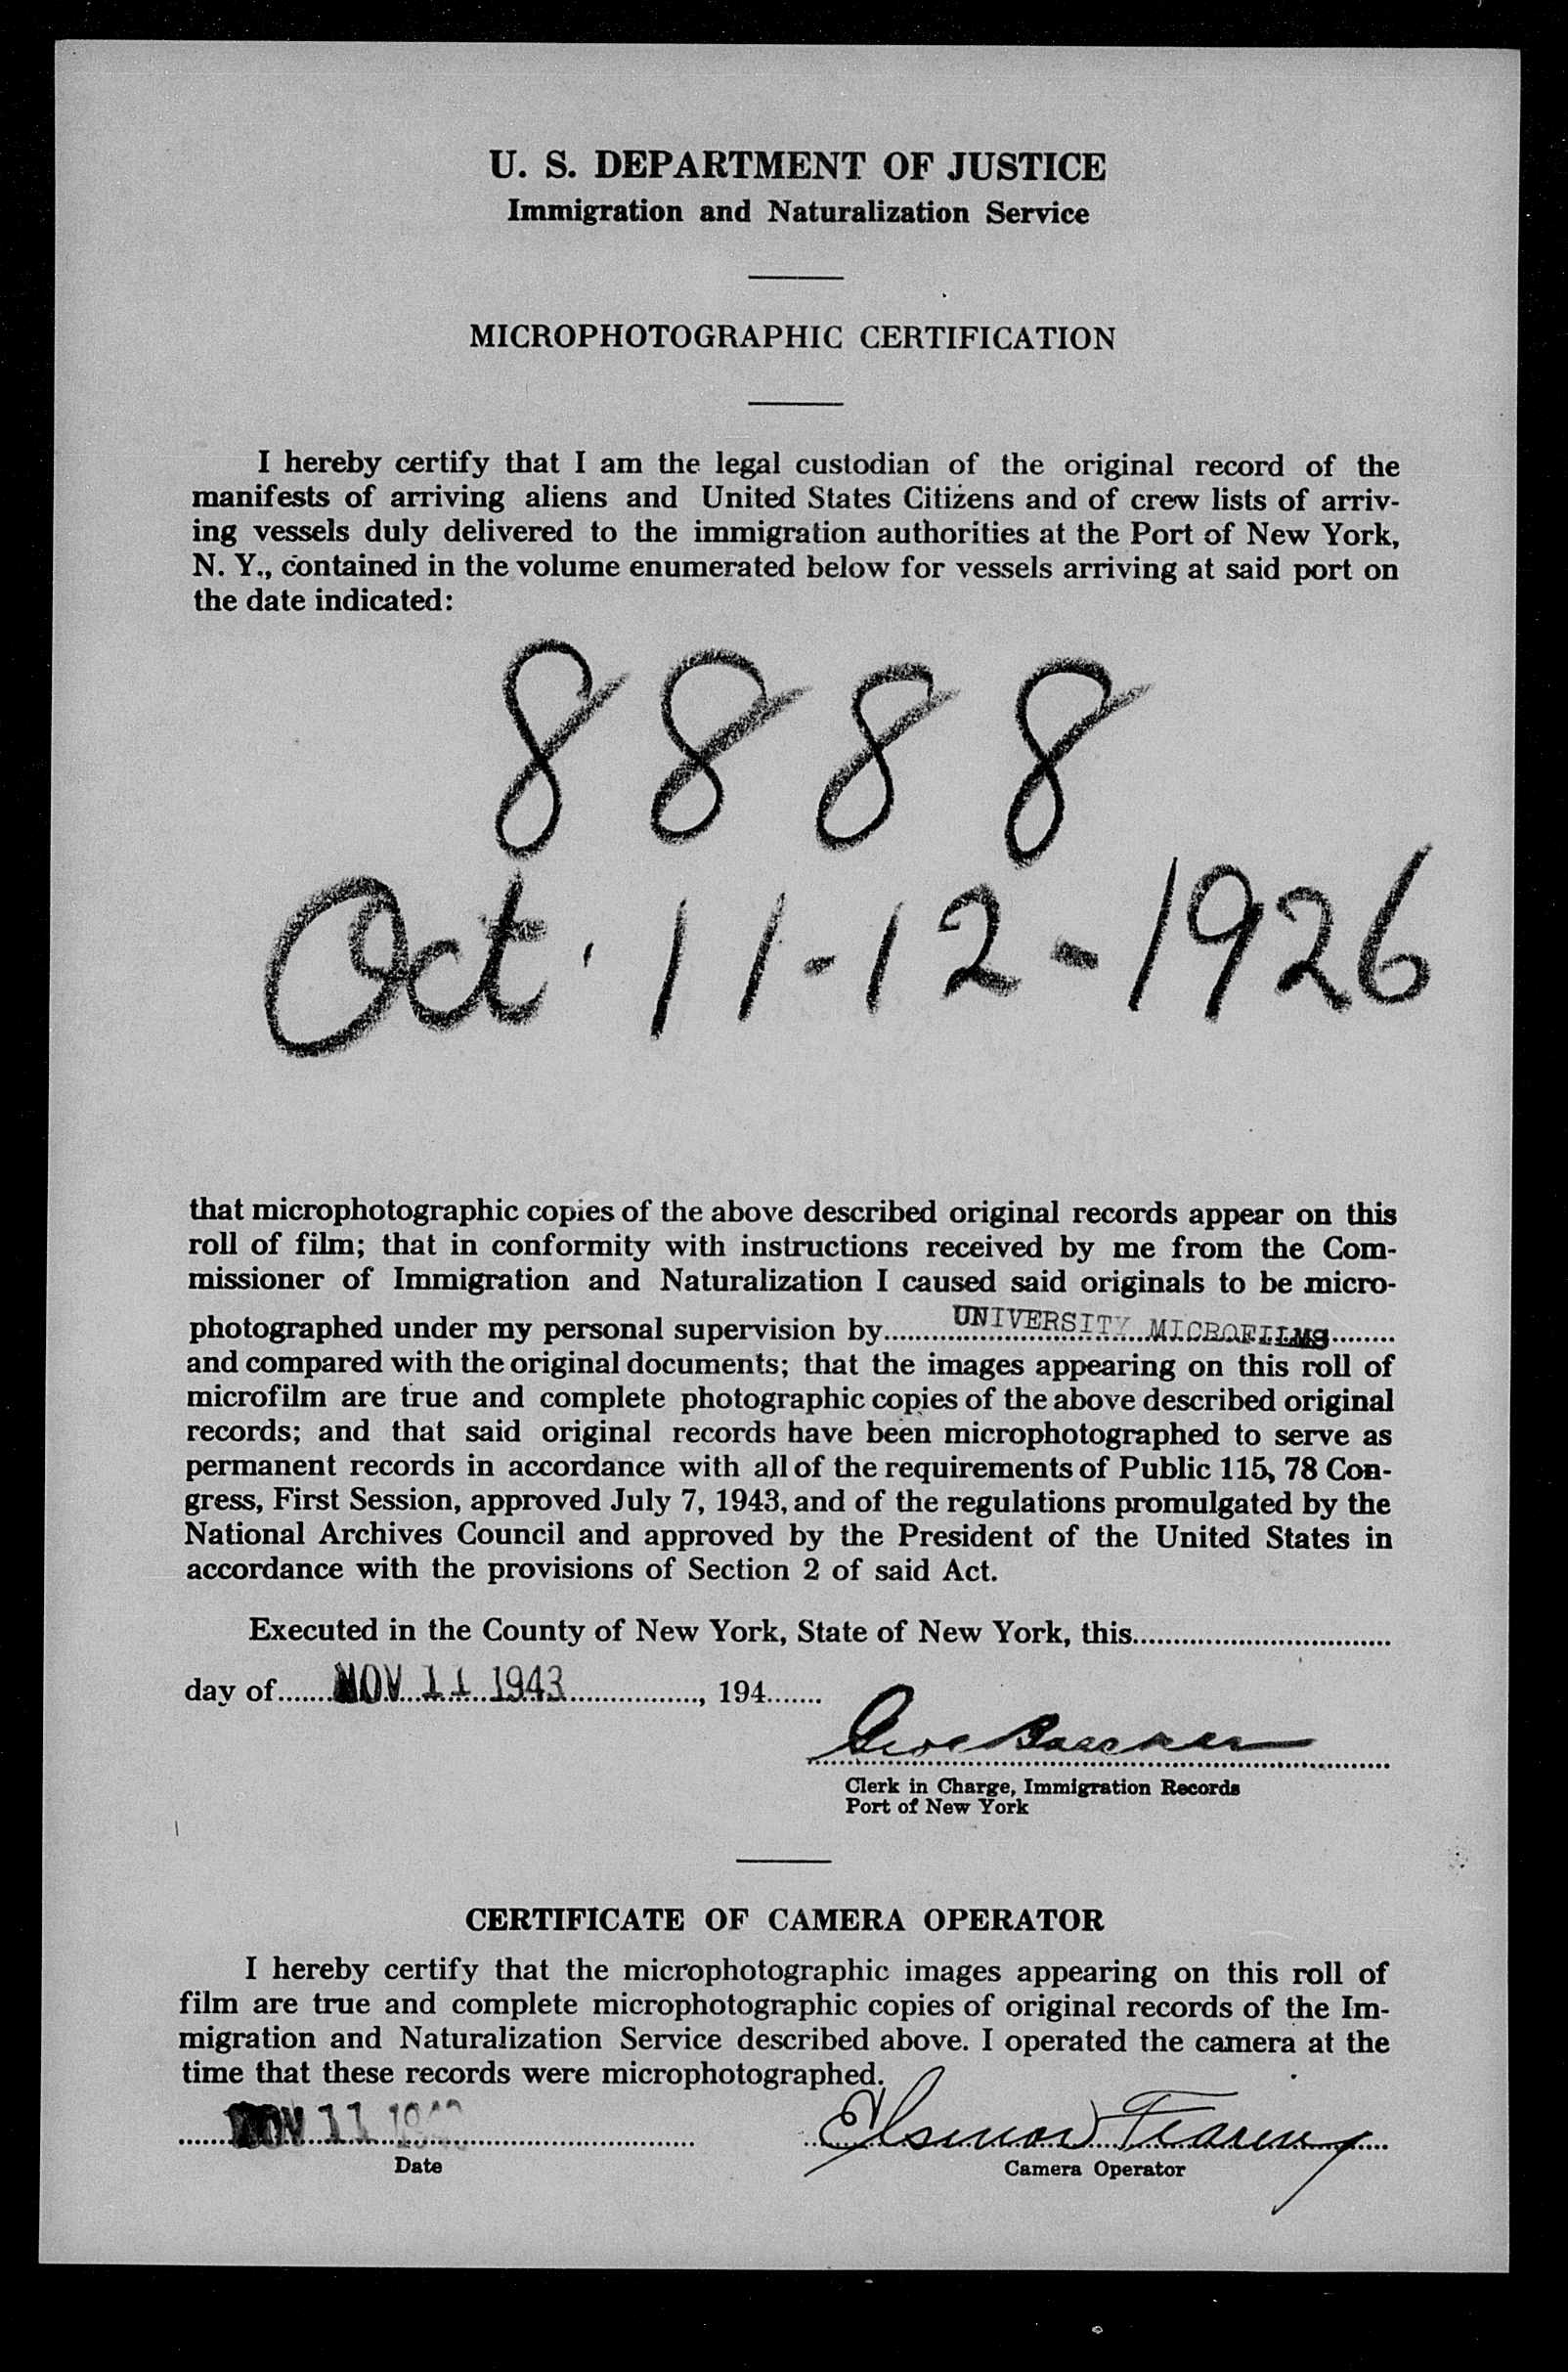 U. S. DEPARTMENT OF JUSTICE
Immigration and Naturalization Service
MICROPHOTOGRAPHIC CERTIFICATION
I hereby certify that I am the legal custodian of the original record of the
manifests of arriving aliens and United States Citizens and of crew lists of arriv-
ing vessels duly delivered to the immigration authorities at the Port of New York,
N. Y., contained in the volume enumerated below for vessels arriving at said port on
the date indicated:
8888
Oct. 11-12-1926
that microphotographic copies of the above described original records appear on this
roll of film; that in conformity with instructions received by me from the Com-
missioner of Immigration and Naturalization I caused said originals to be micro-
photographed under my personal supervision by UNIVERSITY MICROFILMS
and compared with the original documents; that the images appearing on this roll of
microfilm are true and complete photographic copies of the above described original
records; and that said original records have been microphotographed to serve as
permanent records in accordance with all of the requirements of Public 115, 78 Con-
gress, First Session, approved July 7, 1943, and of the regulations promulgated by the
National Archives Council and approved by the President of the United States in
accordance with the provisions of Section 2 of said Act.
Executed in the County of New York, State of New York, this
day of NOV 11 1943, 194
Geo
Clerk in Charge, Immigration Records
Port of New York
CERTIFICATE OF CAMERA OPERATOR
I hereby certify that the microphotographic images appearing on this roll of
film are true and complete microphotographic copies of original records of the Im-
migration and Naturalization Service described above. I operated the camera at the
time that these records were microphotographed.
NOV 11 1943
Date
Camera Operator